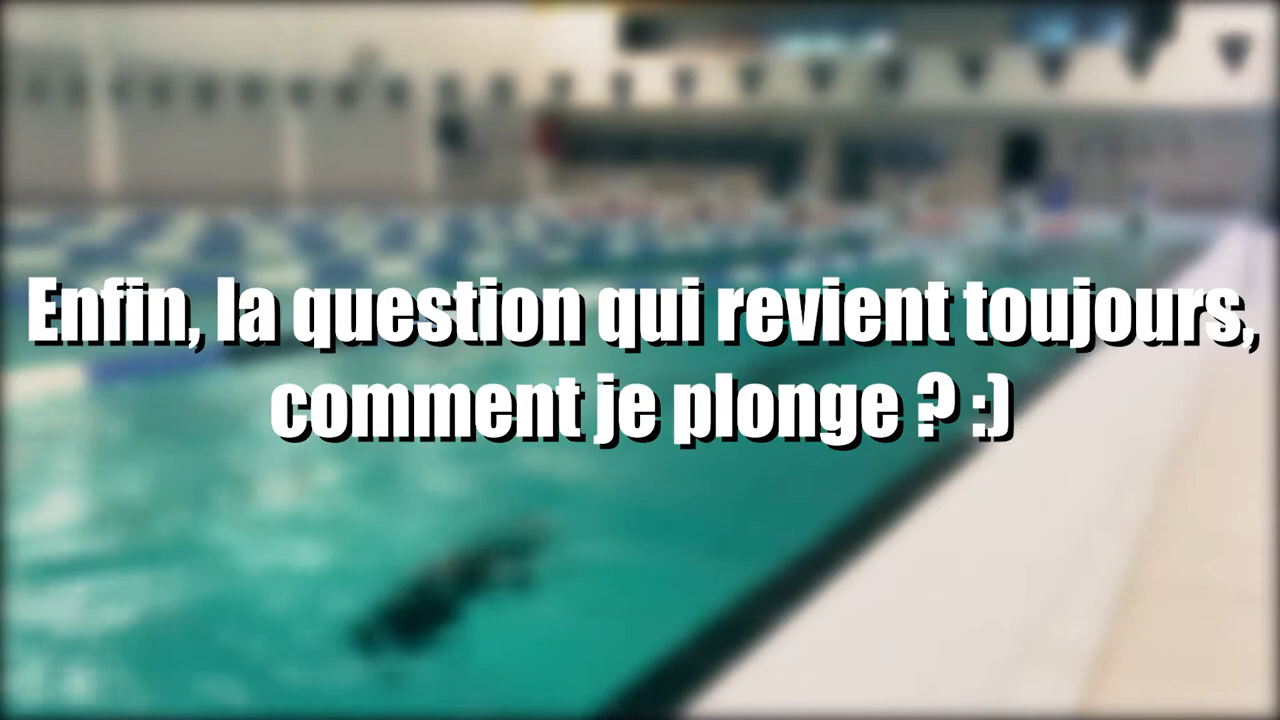 Enfin, la question qui revient toujours,
comment je plonge ? :)